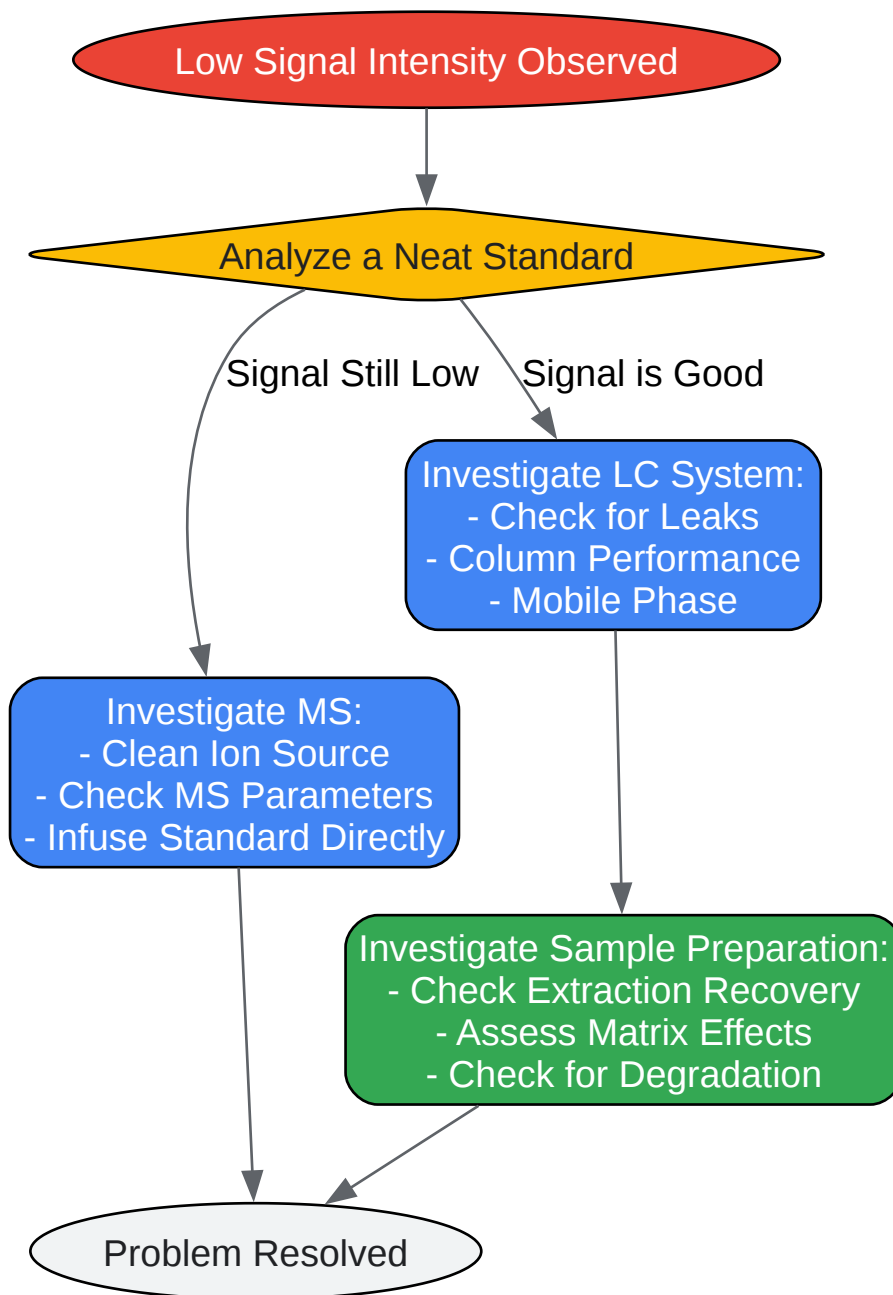 Low Signal Intensity Observed
Analyze a Neat Standard
Signal Still Low
Signal is Good
Investigate LC System:
- Check for Leaks
- Column Performance
- Mobile Phase
Investigate MS:
- Clean Ion Source
- Check MS Parameters
- Infuse Standard Directly
Investigate Sample Preparation:
- Check Extraction Recovery
- Assess Matrix Effects
- Check for Degradation
Problem Resolved